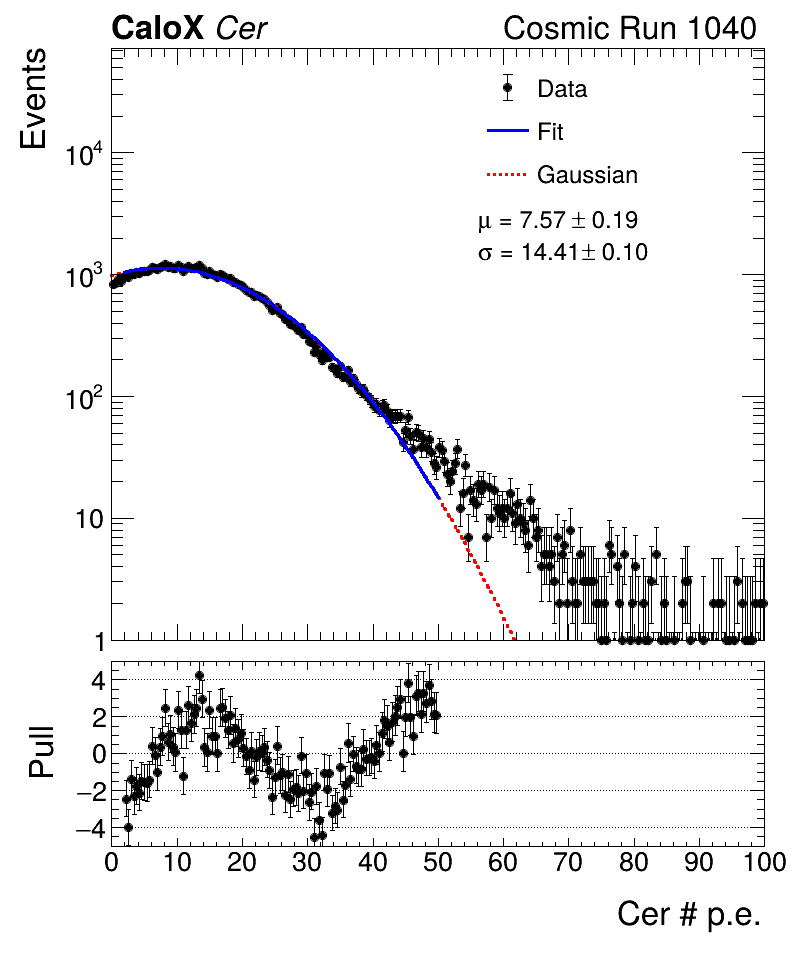 CaloX Cer Cosmic Run 1040
Events
Data
Fit
Gaussian
μ = 7.57 ± 0.19
σ = 14.41± 0.10
10⁴
10³
10²
10
1
Pull
4
2
0
−2
−4
0 10 20 30 40 50 60 70 80 90 100
Cer # p.e.